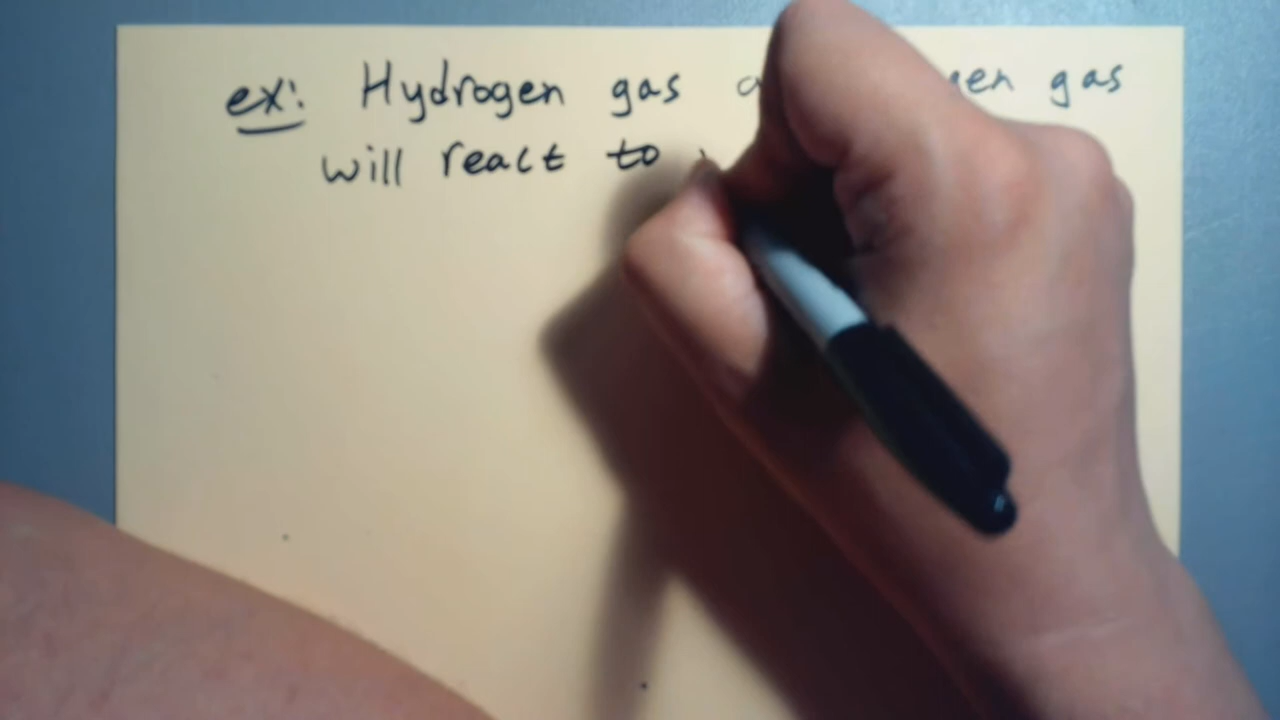 ex: Hydrogen gas gas
will react to